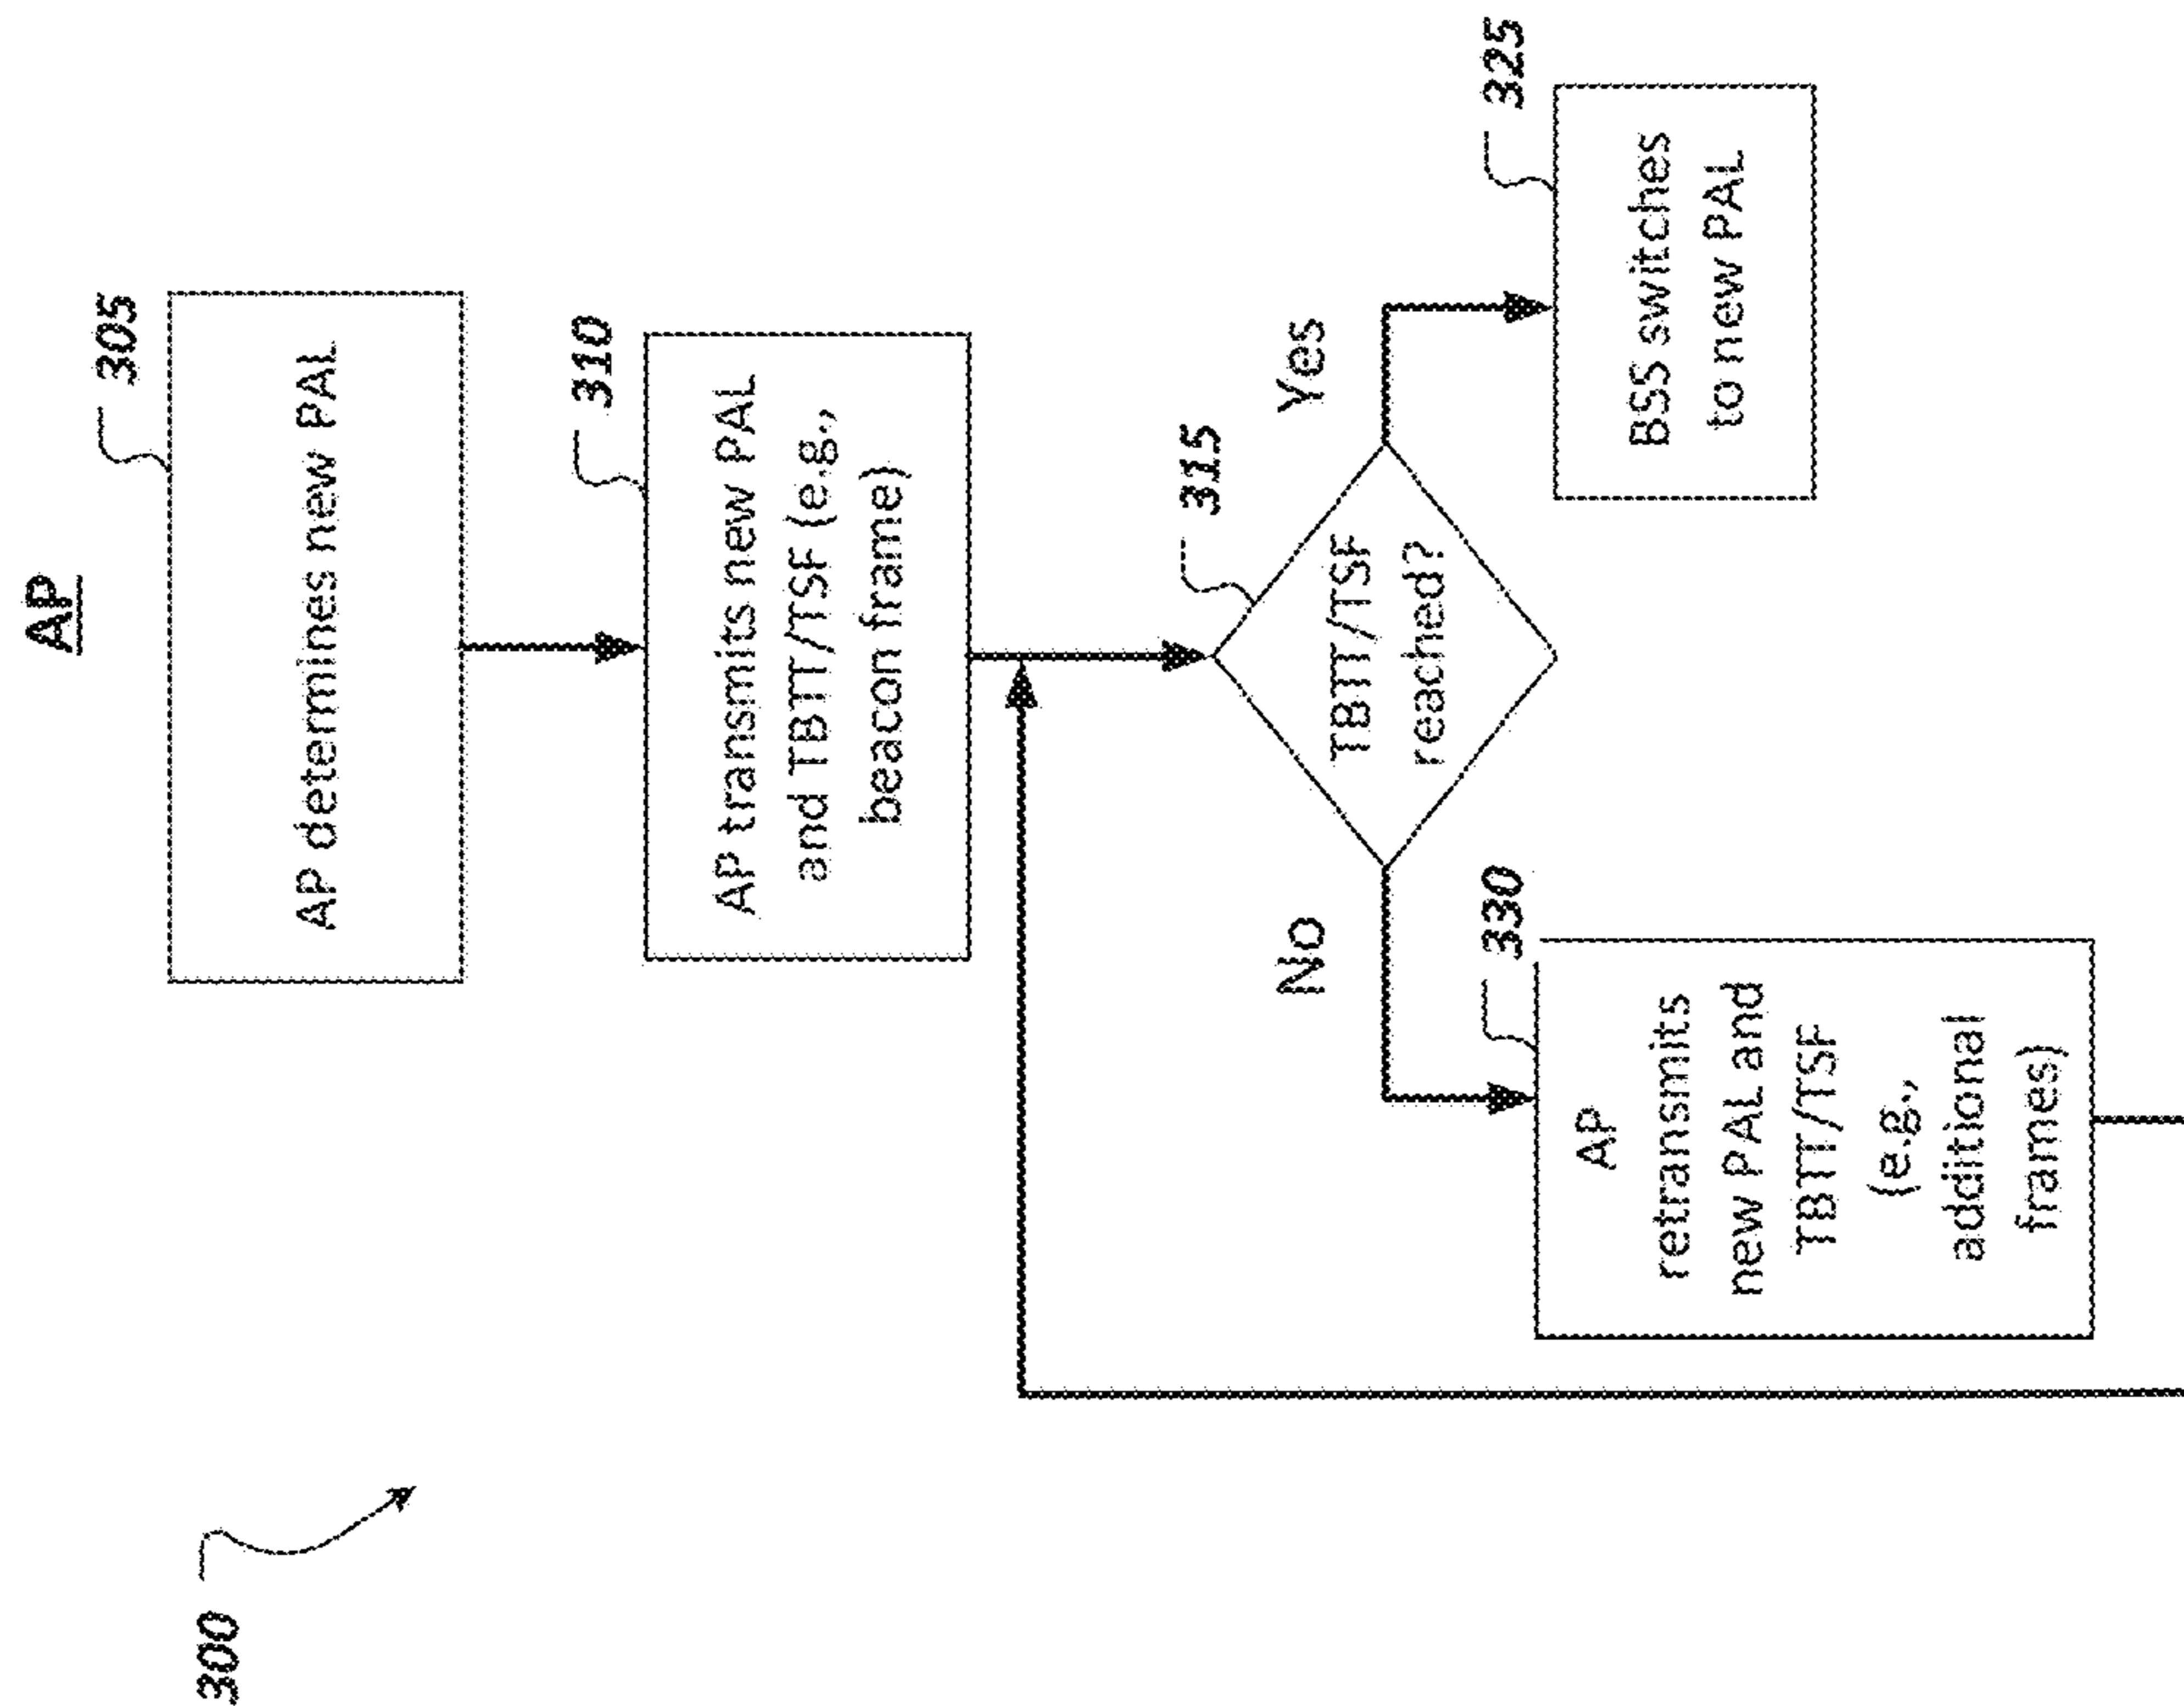 AP
300
305
AP determines new PAL
310
AP transmits new PAL
and TBTT/TSF (e.g.,
beacon frame)
315
TBTT/TSF
reached?
No
Yes
330
AP
retransmits
new PAL and
TBTT/TSF
(e.g.,
additional
frames)
325
BSS switches
to new PAL